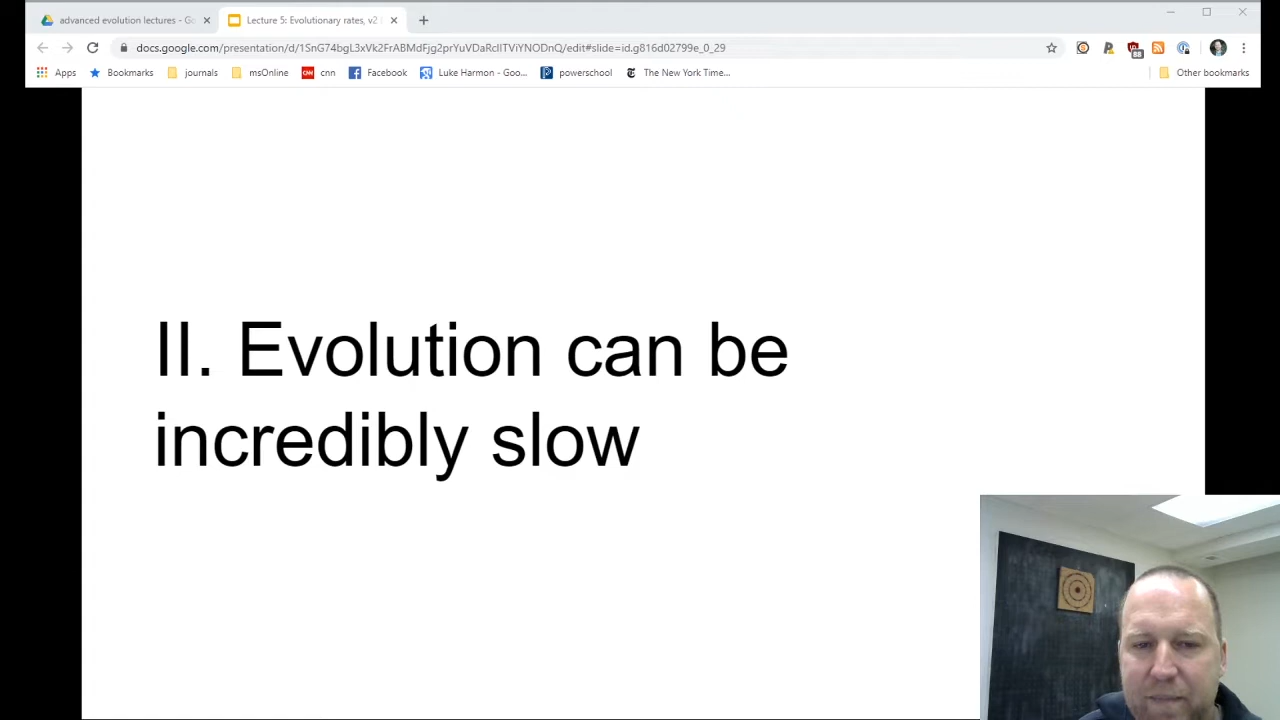 advanced evolution lectures - Go
Lecture 5: Evolutionary rates, v2
docs.google.com/presentation/d/1SnG74bgL3xVk2FrABMdFjg2prYuVDaRclITViYNODnQ/edit#slide=id.g816d02799e_0_29
88
Apps Bookmarks journals msOnline cnn Facebook Luke Harmon - Goo... powerschool The New York Time... Other bookmarks
II. Evolution can be
incredibly slow